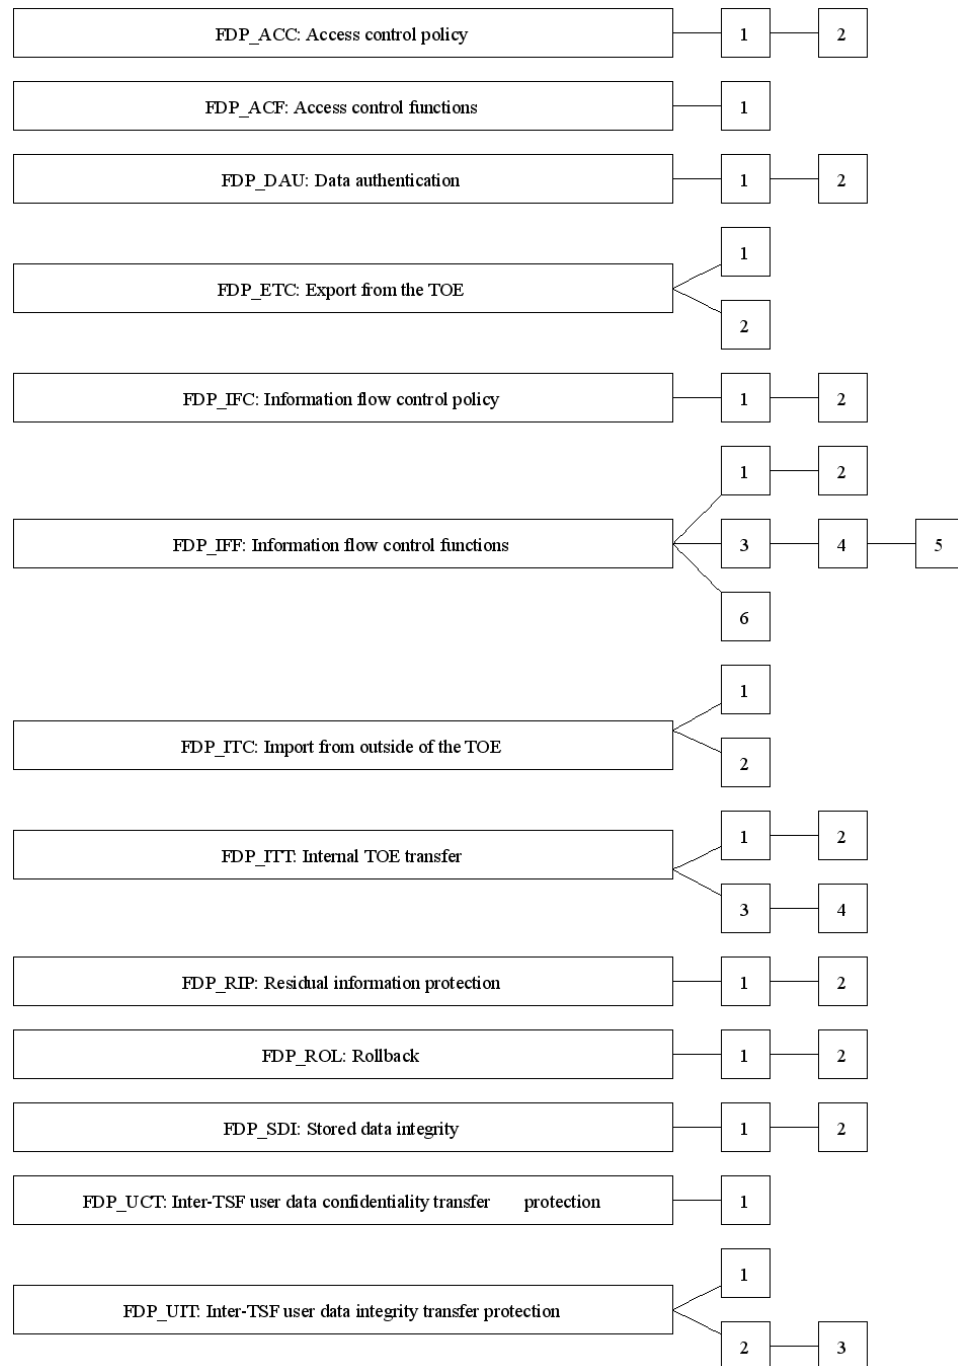 FDP_ACC: Access control policy 1 2
FDP_ACF: Access control functions 1
FDP_DAU: Data authentication 1 2
1
FDP_ETC: Export from the TOE
2
FDP_IFC: Information flow control policy 1 2
1 2
FDP_IFF: Information flow control functions 3 4 5
6
1
FDP_ITC: Import from outside of the TOE
2
1 2
FDP_ITT: Internal TOE transfer
3 4
FDP_RIP: Residual information protection 1 2
FDP_ROL: Rollback 1 2
FDP_SDI: Stored data integrity 1 2
FDP_UCT: Inter-TSF user data confidentiality transfer protection 1
1
FDP_UIT: Inter-TSF user data integrity transfer protection
2 3